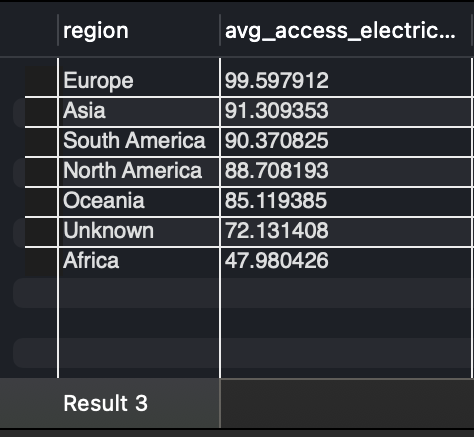 region avg_access_electric...
Europe 99.597912
Asia 91.309353
South America 90.370825
North America 88.708193
Oceania 85.119385
Unknown 72.131408
Africa 47.980426
Result 3